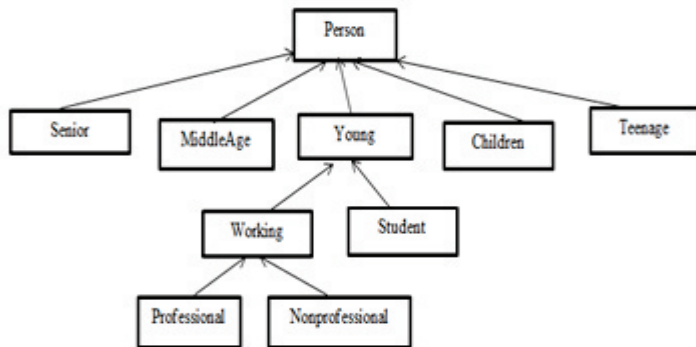 Person
Senior
MiddleAge
Young
Children
Teenage
Working
Student
Professional
Nonprofessional